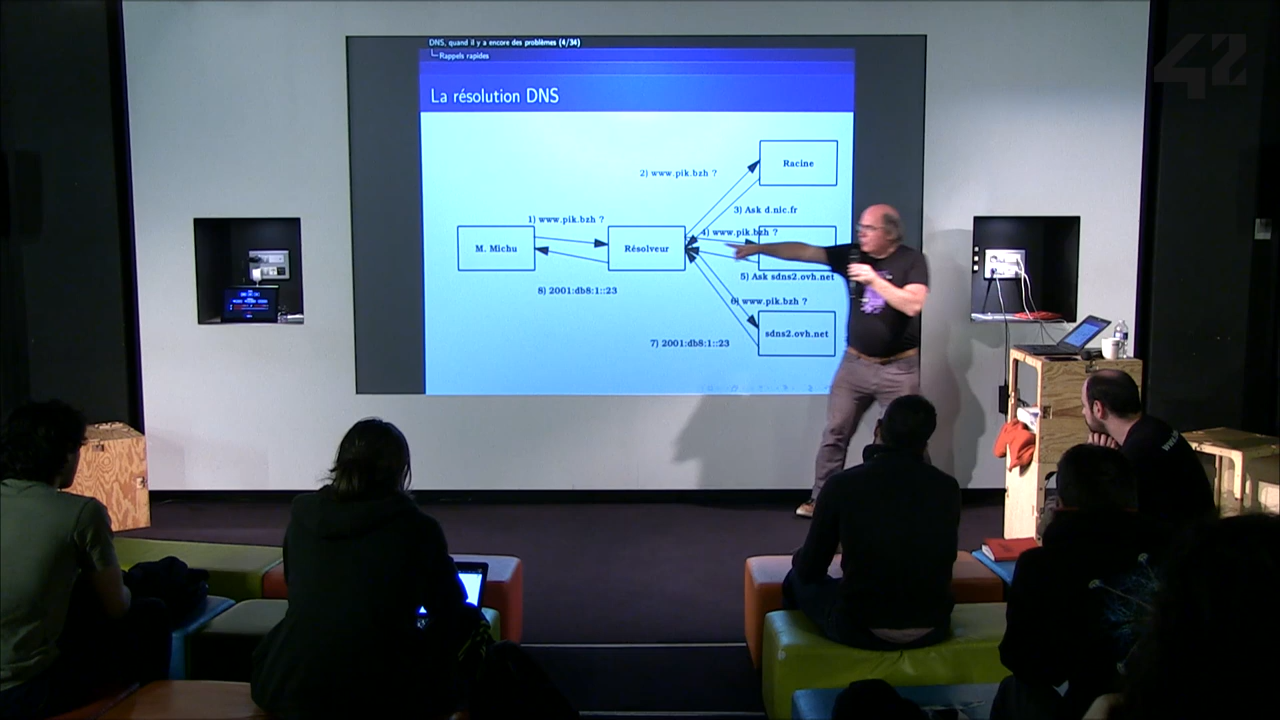 42
DNS, quand il y a encore des problèmes (4/34)
Rappels rapides
La résolution DNS
Racine
2) www.pik.bzh ?
3) Ask d.nic.fr
1) www.pik.bzh ?
4) www.pik.bzh ?
M. Michu
Résolveur
5) Ask sdns2.ovh.net
8) 2001:db8:1::23
6) www.pik.bzh ?
sdns2.ovh.net
7) 2001:db8:1::23